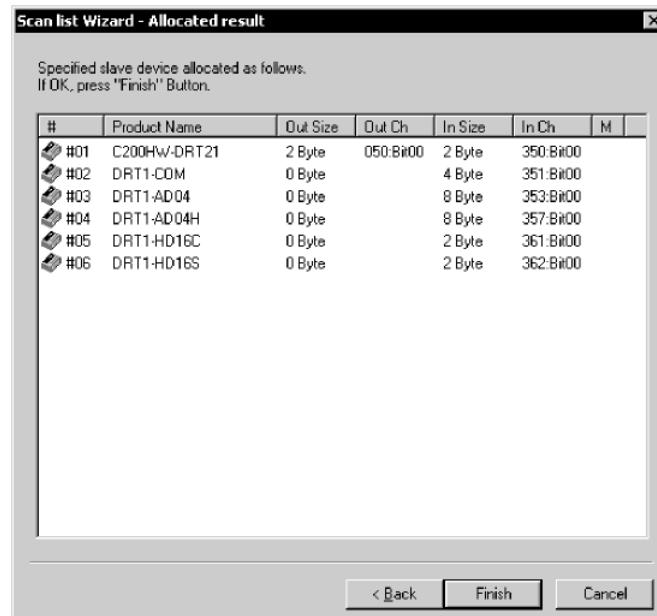 Scan list Wizard - Allocated result
Specified slave device allocated as follows.
If OK, press "Finish" Button.
# Product Name Out Size Out Ch In Size In Ch M
#01 C200HW-DRT21 2 Byte 050:Bit00 2 Byte 350:Bit00
#02 DRT1-COM 0 Byte 4 Byte 351:Bit00
#03 DRT1-AD04 0 Byte 8 Byte 353:Bit00
#04 DRT1-AD04H 0 Byte 8 Byte 357:Bit00
#05 DRT1-HD16C 0 Byte 2 Byte 361:Bit00
#06 DRT1-HD16S 0 Byte 2 Byte 362:Bit00
< Back Finish Cancel